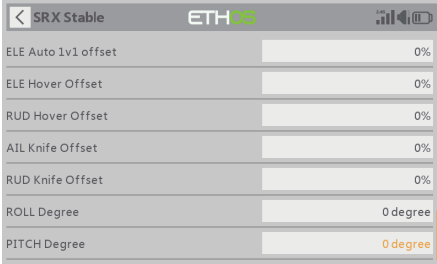 SRX Stable
ETHOS
ELE Auto 1v1 offset
0%
ELE Hover Offset
0%
RUD Hover Offset
0%
AIL Knife Offset
0%
RUD Knife Offset
0%
ROLL Degree
0 degree
PITCH Degree
0 degree